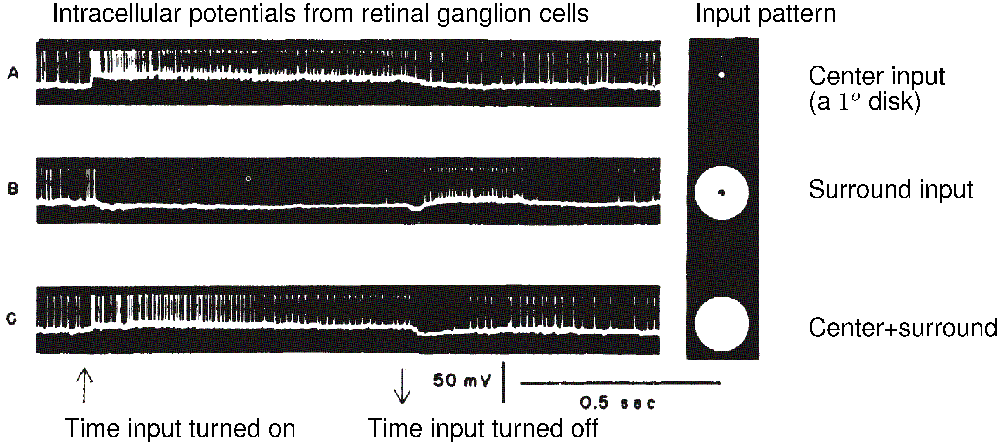 Intracellular potentials from retinal ganglion cells
Input pattern
A
Center input
(a 1º disk)
B
Surround input
C
Center+surround
50 mV
0.5 sec
Time input turned on
Time input turned off